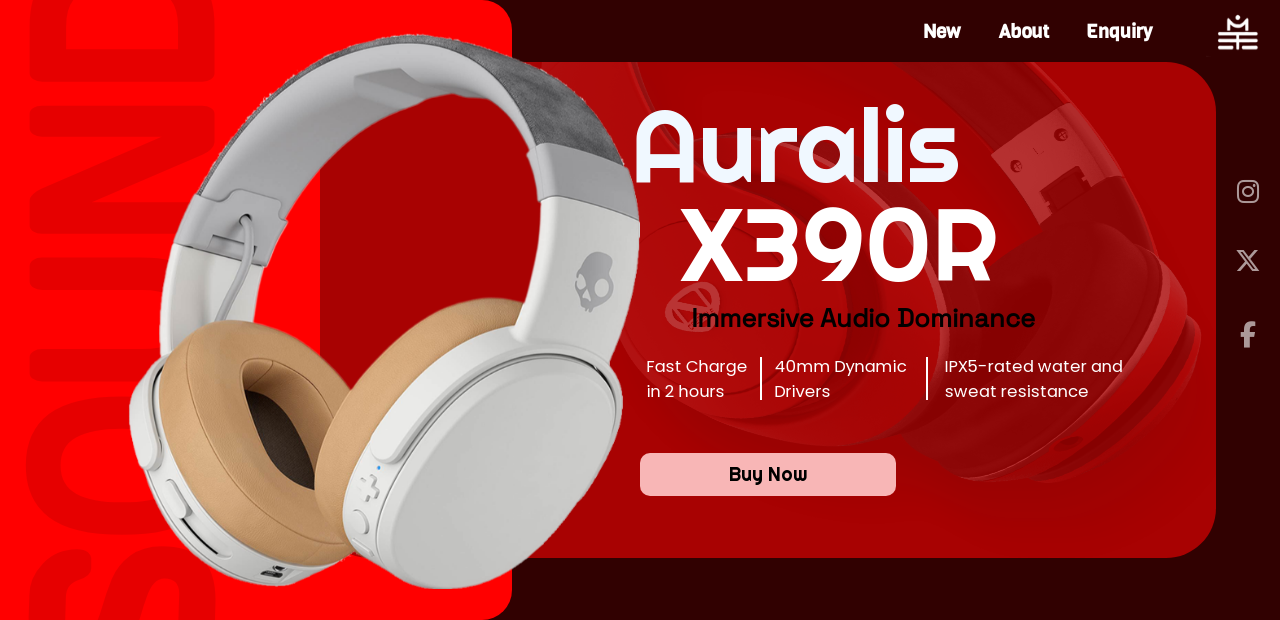 New About Enquiry
SOUND
Auralis
X390R
Immersive Audio Dominance
Fast Charge
in 2 hours
40mm Dynamic
Drivers
IPX5-rated water and
sweat resistance
Buy Now